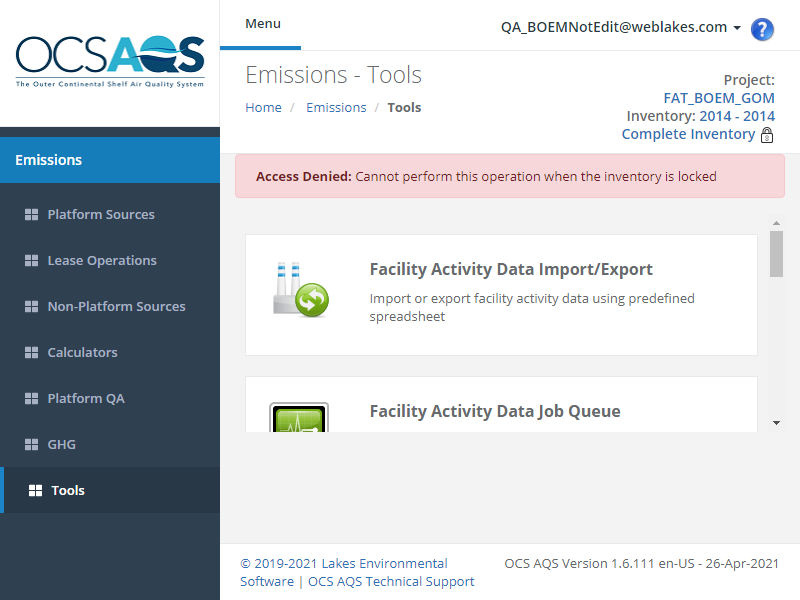 OCSAQS
The Outer Continental Shelf Air Quality System
Menu
QA_BOEMNotEdit@weblakes.com
?
Emissions - Tools
Home / Emissions / Tools
Project:
FAT_BOEM_GOM
Inventory: 2014 - 2014
Complete Inventory
Emissions
Platform Sources
Lease Operations
Non-Platform Sources
Calculators
Platform QA
GHG
Tools
Access Denied: Cannot perform this operation when the inventory is locked
Facility Activity Data Import/Export
Import or export facility activity data using predefined
spreadsheet
Facility Activity Data Job Queue
© 2019-2021 Lakes Environmental
Software | OCS AQS Technical Support
OCS AQS Version 1.6.111 en-US - 26-Apr-2021